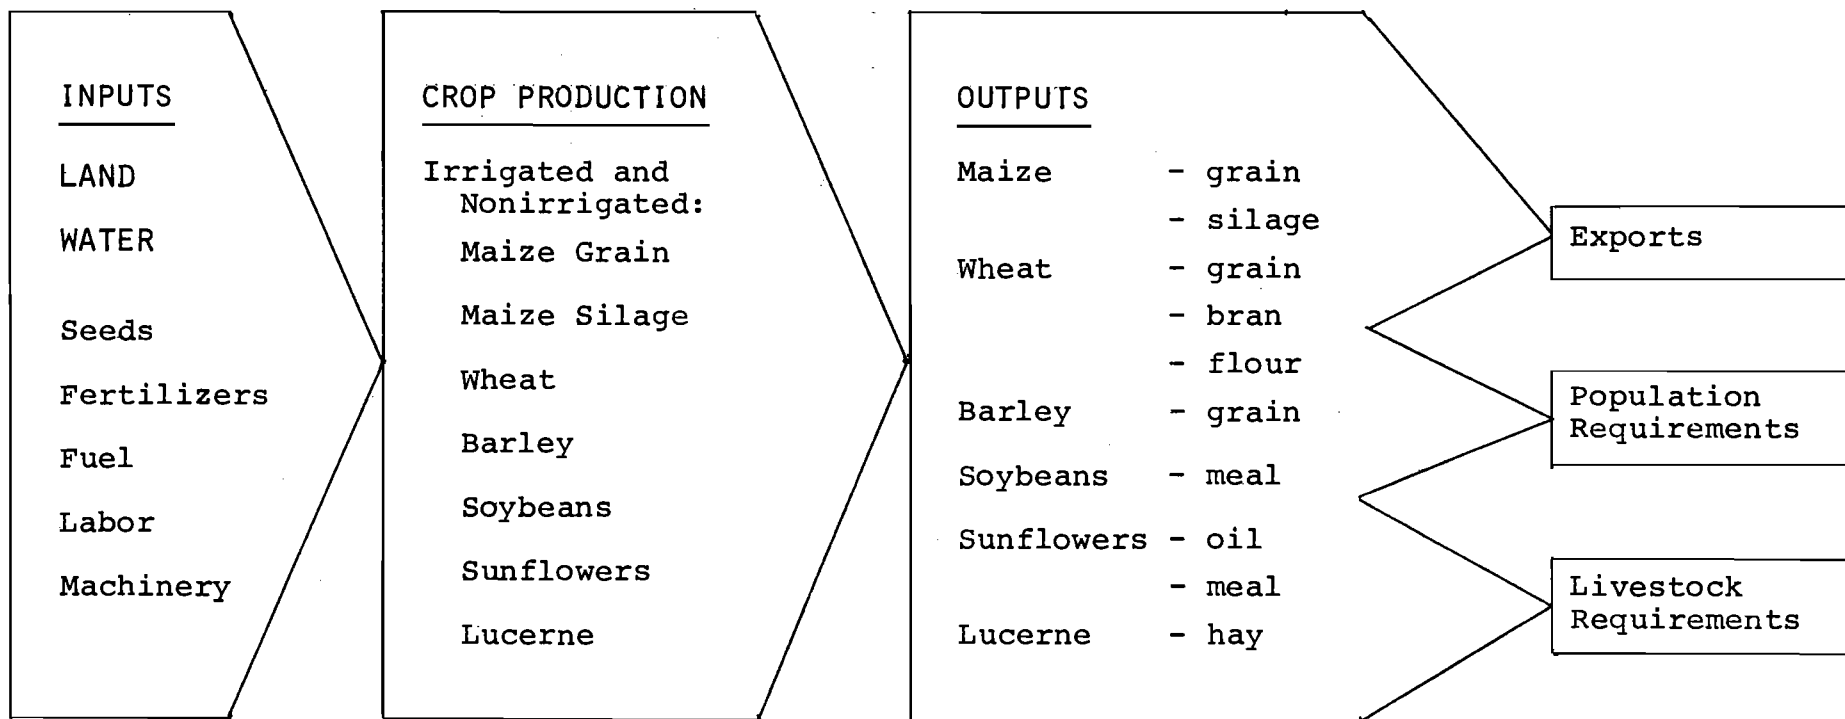 INPUTS
LAND
WATER
Seeds
Fertilizers
Fuel
Labor
Machinery
CROP PRODUCTION
Irrigated and
Nonirrigated:
Maize Grain
Maize Silage
Wheat
Barley
Soybeans
Sunflowers
Lucerne
OUTPUTS
Maize - grain
- silage
Wheat - grain
- bran
- flour
Barley - grain
Soybeans - meal
Sunflowers - oil
- meal
Lucerne - hay
Exports
Population
Requirements
Livestock
Requirements